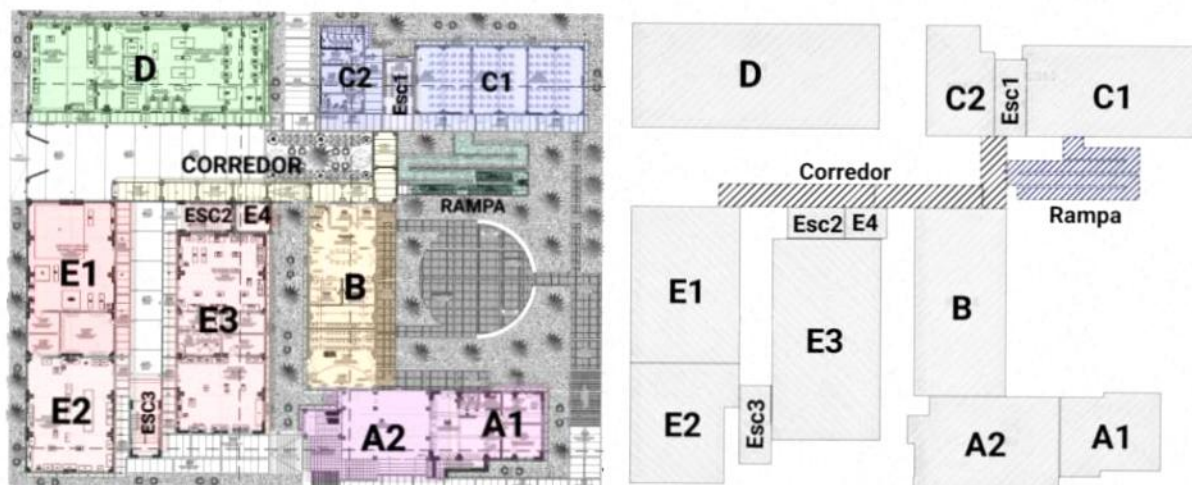 D
C2
Esc1
C1
CORREDOR
RAMPA
ESC2
E4
E1
E3
B
E2
ESC3
A2
A1
D
C2
Esc1
C1
Corredor
Rampa
Esc2
E4
E1
E3
B
E2
Esc3
A2
A1